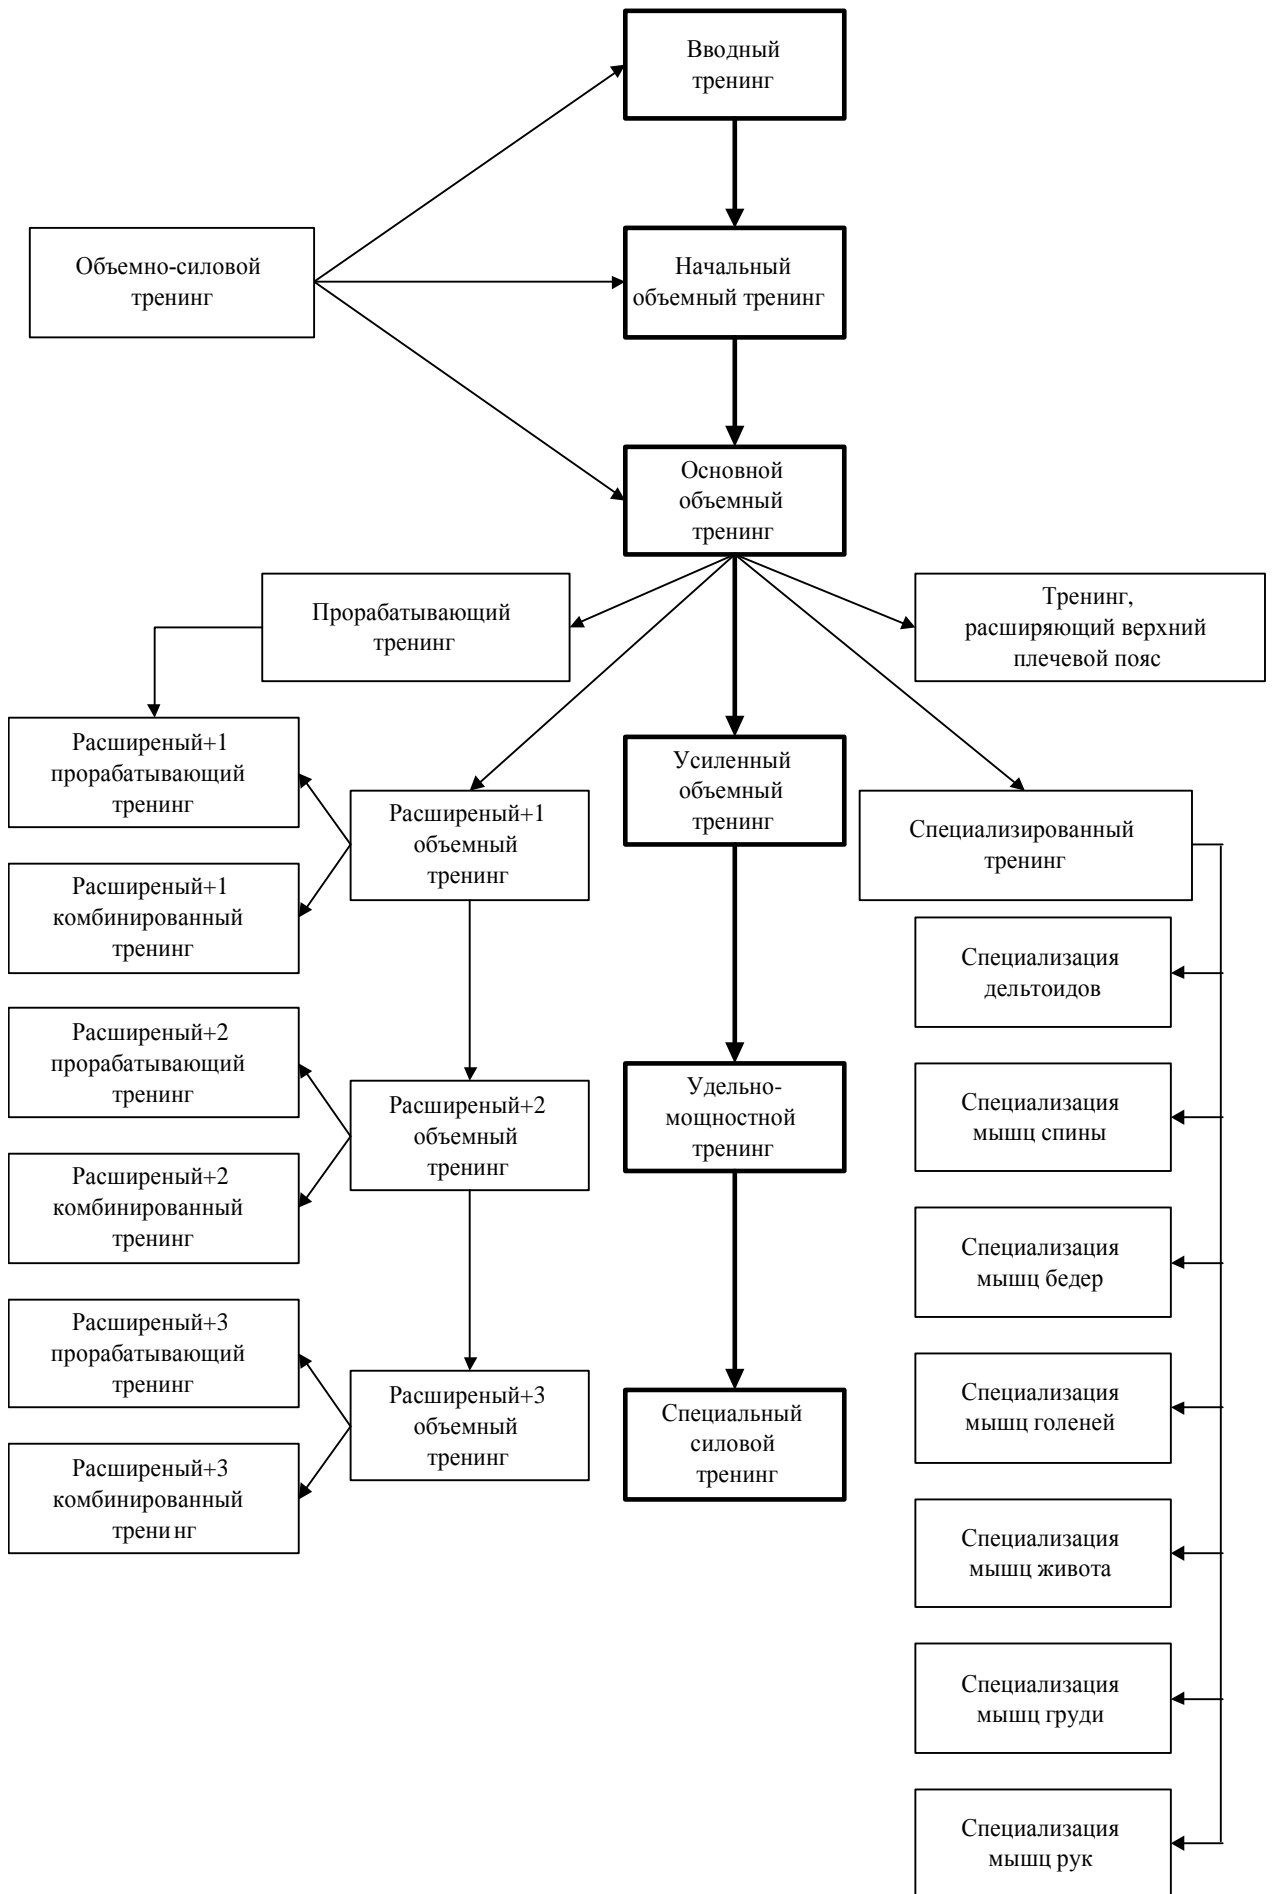 Вводный
тренинг
Объемно-силовой
тренинг
Начальный
объемный тренинг
Основной
объемный
тренинг
Прорабатывающий
тренинг
Тренинг,
расширяющий верхний
плечевой пояс
Расширеный+1
прорабатывающий
тренинг
Расширеный+1
комбинированный
тренинг
Расширеный+1
объемный
тренинг
Усиленный
объемный
тренинг
Специализированный
тренинг
Специализация
дельтоидов
Расширеный+2
прорабатывающий
тренинг
Расширеный+2
комбинированный
тренинг
Расширеный+2
объемный
тренинг
Удельно-
мощностной
тренинг
Специализация
мышц спины
Специализация
мышц бедер
Расширеный+3
прорабатывающий
тренинг
Расширеный+3
комбинированный
тренинг
Расширеный+3
объемный
тренинг
Специальный
силовой
тренинг
Специализация
мышц голеней
Специализация
мышц живота
Специализация
мышц груди
Специализация
мышц рук